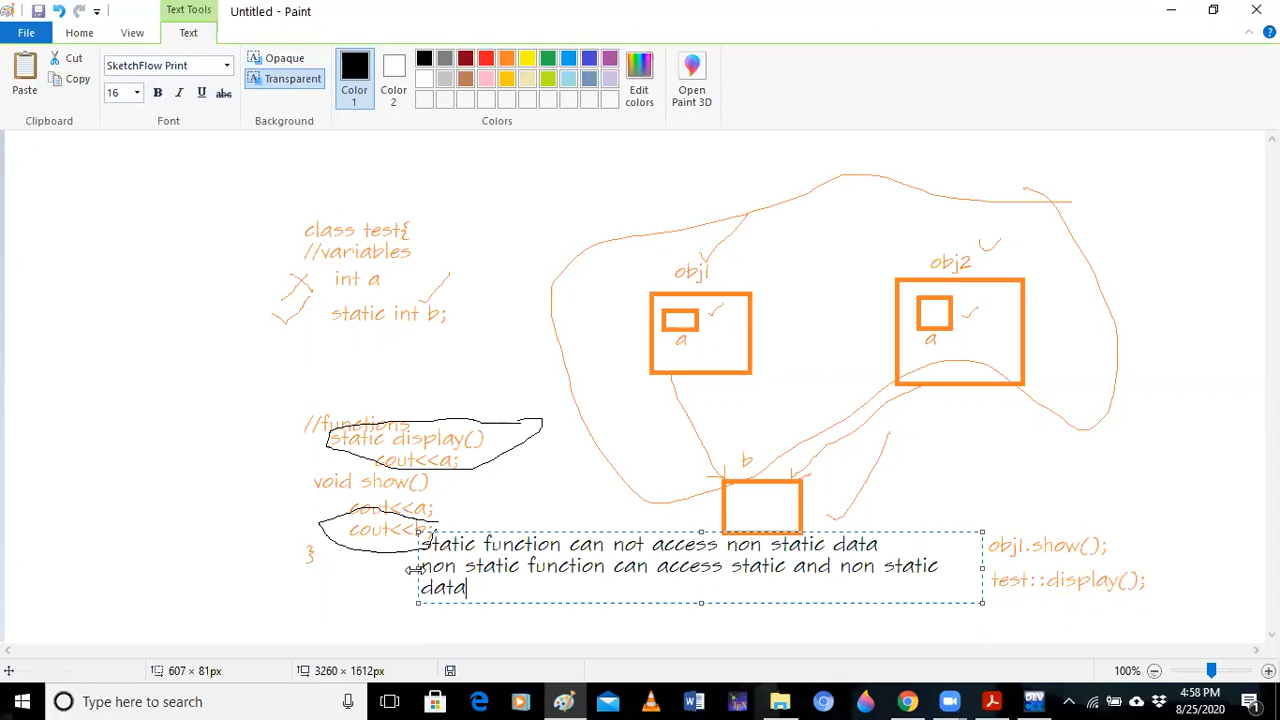 Text Tools
Untitled - Paint
File
Home
View
Text
Paste
Cut
Copy
SketchFlow Print
16
B I U abc
Opaque
Transparent
Color 1
Color 2
Edit colors
Open Paint 3D
Clipboard
Font
Background
Colors
class test{
//variables
int a
static int b;
//functions
static display()
cout<<a;
void show()
cout<<a;
cout<<b;
}
obj1
a
obj2
a
b
static function can not access non static data
non static function can access static and non static
data
obj1.show();
test::display();
607 × 81px
3260 × 1612px
100%
Type here to search
4:58 PM
8/25/2020